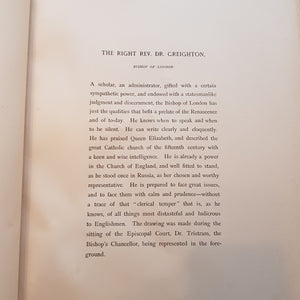 THE RIGHT REV. DR. CREIGHTON,
BISHOP OF LONDON
A scholar, an administrator, gifted with a certain
sympathetic power, and endowed with a statesmanlike
judgment and discernment, the Bishop of London has
just the qualities that befit a prelate of the Renascence
and of to-day. He knows when to speak and when
to be silent. He can write clearly and eloquently.
He has praised Queen Elizabeth, and described the
great Catholic church of the fifteenth century with
a keen and wise intelligence. He is already a power
in the Church of England, and well fitted to stand,
as he stood once in Russia, as her chosen and worthy
representative. He is prepared to face great issues,
and to face them with calm and prudence—without
a trace of that "clerical temper" that is, as he
knows, of all things most distasteful and ludicrous
to Englishmen. The drawing was made during the
sitting of the Episcopal Court, Dr. Tristram, the
Bishop's Chancellor, being represented in the fore-
ground.